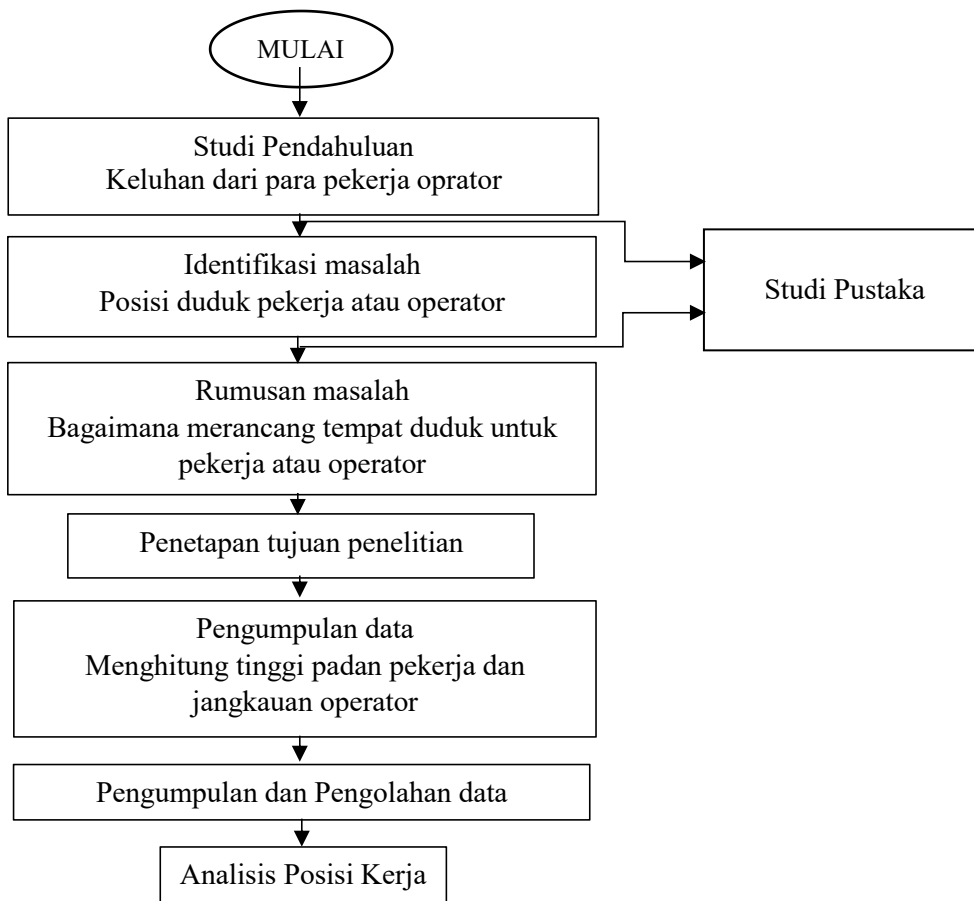 MULAI
Studi Pendahuluan
Keluhan dari para pekerja oprator
Identifikasi masalah
Posisi duduk pekerja atau operator
Studi Pustaka
Rumusan masalah
Bagaimana merancang tempat duduk untuk
pekerja atau operator
Penetapan tujuan penelitian
Pengumpulan data
Menghitung tinggi padan pekerja dan
jangkauan operator
Pengumpulan dan Pengolahan data
Analisis Posisi Kerja